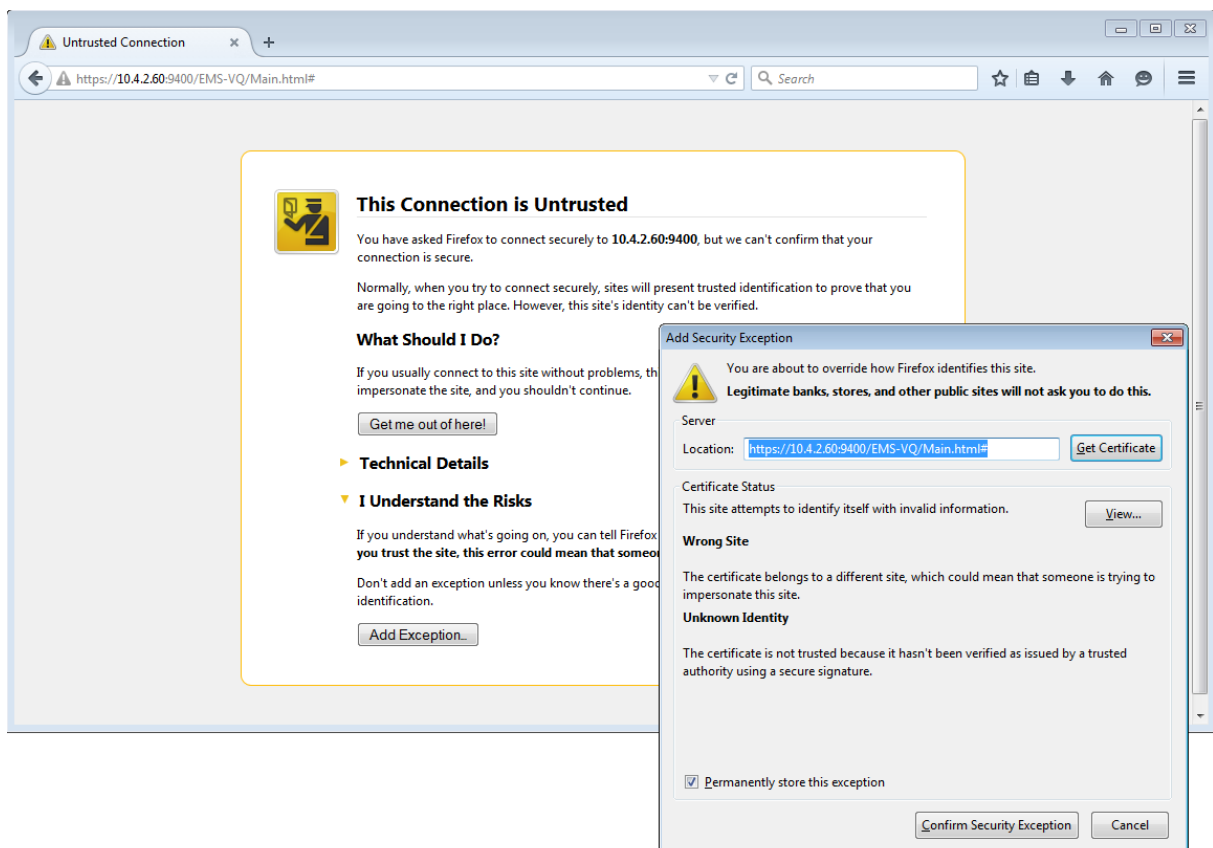 Untrusted Connection
https://10.4.2.60:9400/EMS-VQ/Main.html#
Search
This Connection is Untrusted
You have asked Firefox to connect securely to 10.4.2.60:9400, but we can't confirm that your
connection is secure.
Normally, when you try to connect securely, sites will present trusted identification to prove that you
are going to the right place. However, this site's identity can't be verified.
What Should I Do?
If you usually connect to this site without problems, th
impersonate the site, and you shouldn't continue.
Get me out of here!
Technical Details
I Understand the Risks
If you understand what's going on, you can tell Firefox
you trust the site, this error could mean that someo
Don't add an exception unless you know there's a good
identification.
Add Exception...
Add Security Exception
You are about to override how Firefox identifies this site.
Legitimate banks, stores, and other public sites will not ask you to do this.
Server
Location: https://10.4.2.60:9400/EMS-VQ/Main.html# Get Certificate
Certificate Status
This site attempts to identify itself with invalid information.
View...
Wrong Site
The certificate belongs to a different site, which could mean that someone is trying to
impersonate this site.
Unknown Identity
The certificate is not trusted because it hasn't been verified as issued by a trusted
authority using a secure signature.
Permanently store this exception
Confirm Security Exception Cancel